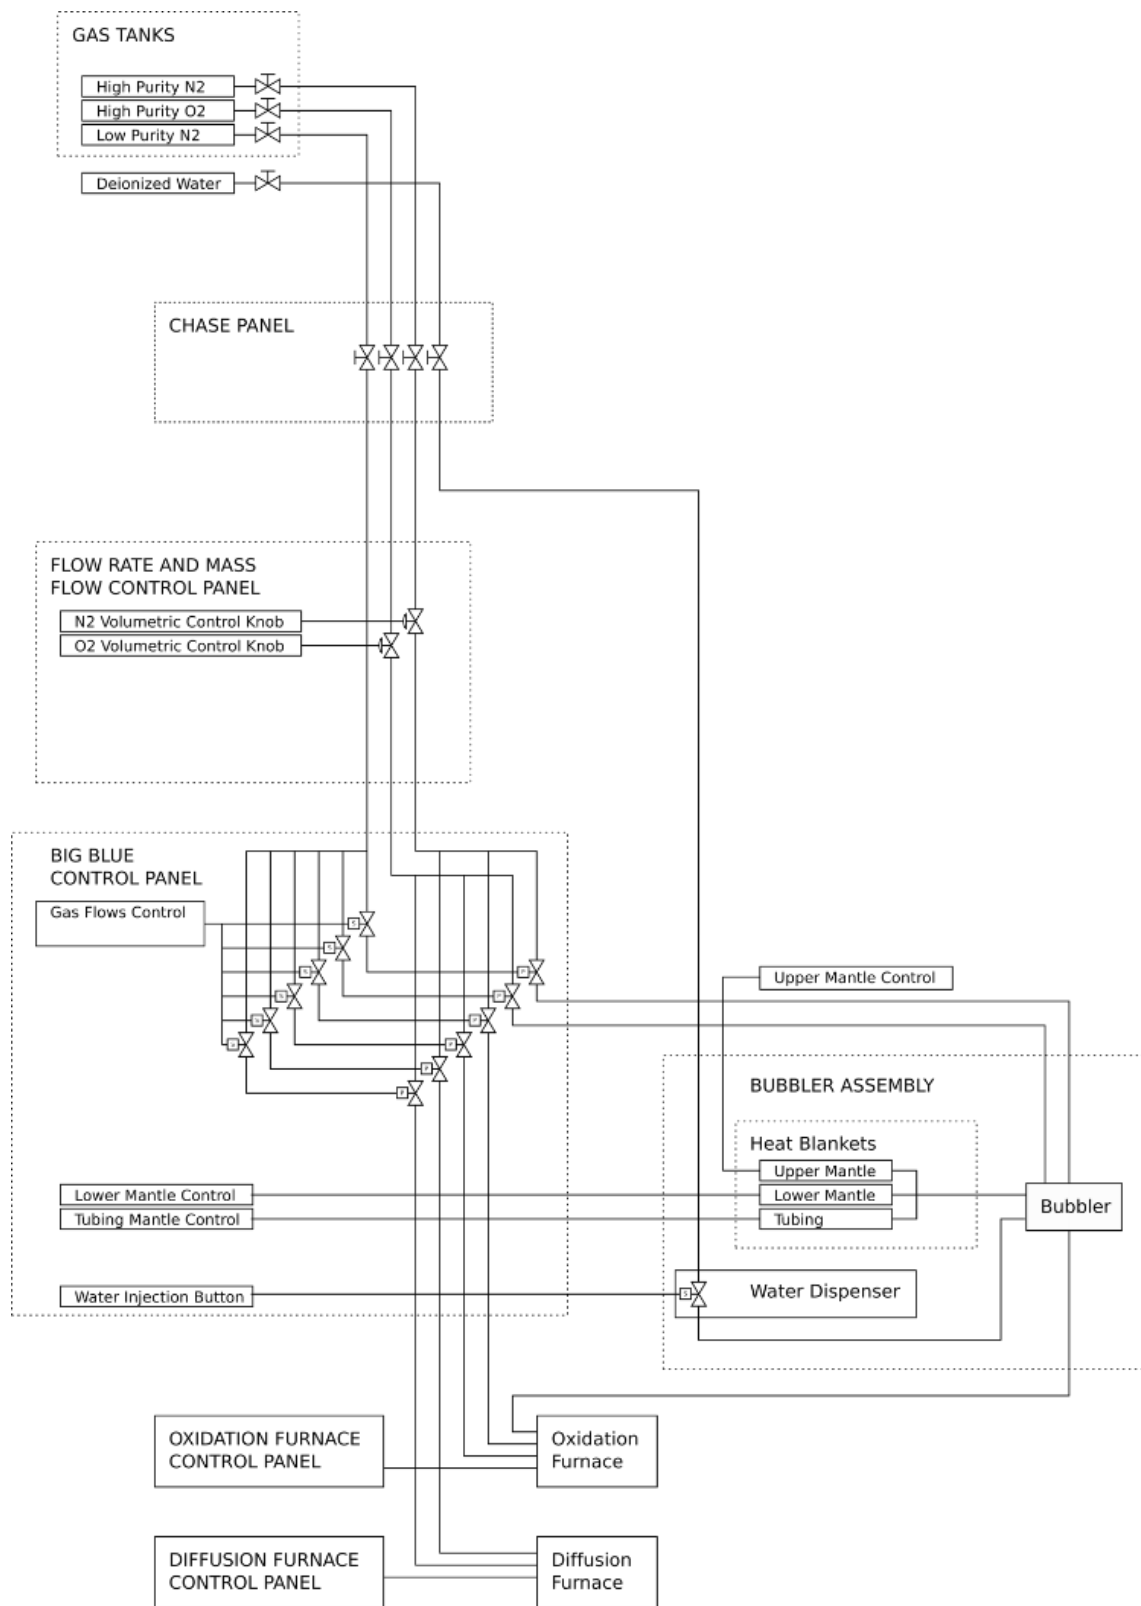 GAS TANKS
High Purity N2
High Purity O2
Low Purity N2
Deionized Water
CHASE PANEL
FLOW RATE AND MASS
FLOW CONTROL PANEL
N2 Volumetric Control Knob
O2 Volumetric Control Knob
BIG BLUE
CONTROL PANEL
Gas Flows Control
S
S
S
S
S
S
P
P
P
P
P
P
Upper Mantle Control
BUBBLER ASSEMBLY
Heat Blankets
Upper Mantle
Lower Mantle
Tubing
Bubbler
Lower Mantle Control
Tubing Mantle Control
Water Injection Button
S
Water Dispenser
OXIDATION FURNACE
CONTROL PANEL
Oxidation
Furnace
DIFFUSION FURNACE
CONTROL PANEL
Diffusion
Furnace